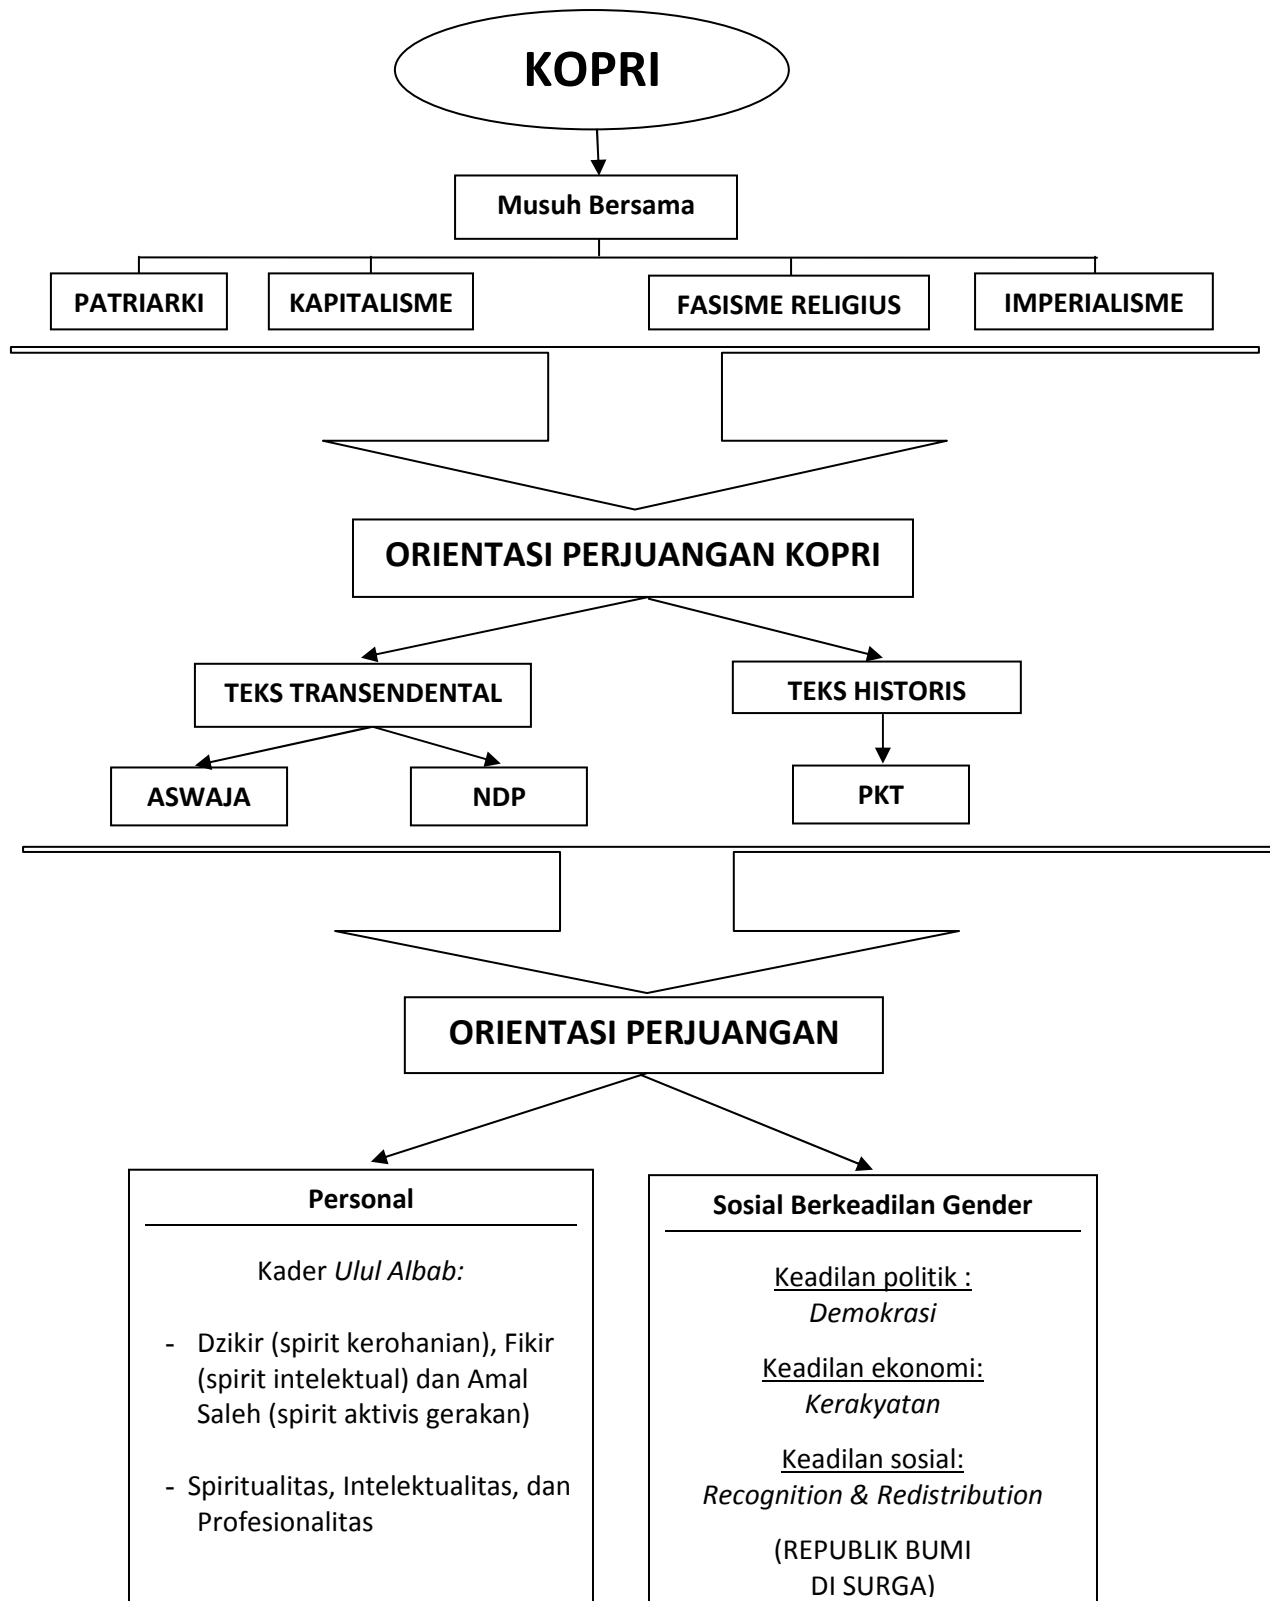 KOPRI
Musuh Bersama
PATRIARKI
KAPITALISME
FASISME RELIGIUS
IMPERIALISME
ORIENTASI PERJUANGAN KOPRI
TEKS TRANSENDENTAL
TEKS HISTORIS
ASWAJA
NDP
PKT
ORIENTASI PERJUANGAN
Personal
Kader Ulul Albab:
- Dzikir (spirit kerohanian), Fikir
(spirit intelektual) dan Amal
Saleh (spirit aktivis gerakan)
- Spiritualitas, Intelektualitas, dan
Profesionalitas
Sosial Berkeadilan Gender
Keadilan politik :
Demokrasi
Keadilan ekonomi:
Kerakyatan
Keadilan sosial:
Recognition & Redistribution
(REPUBLIK BUMI
DI SURGA)